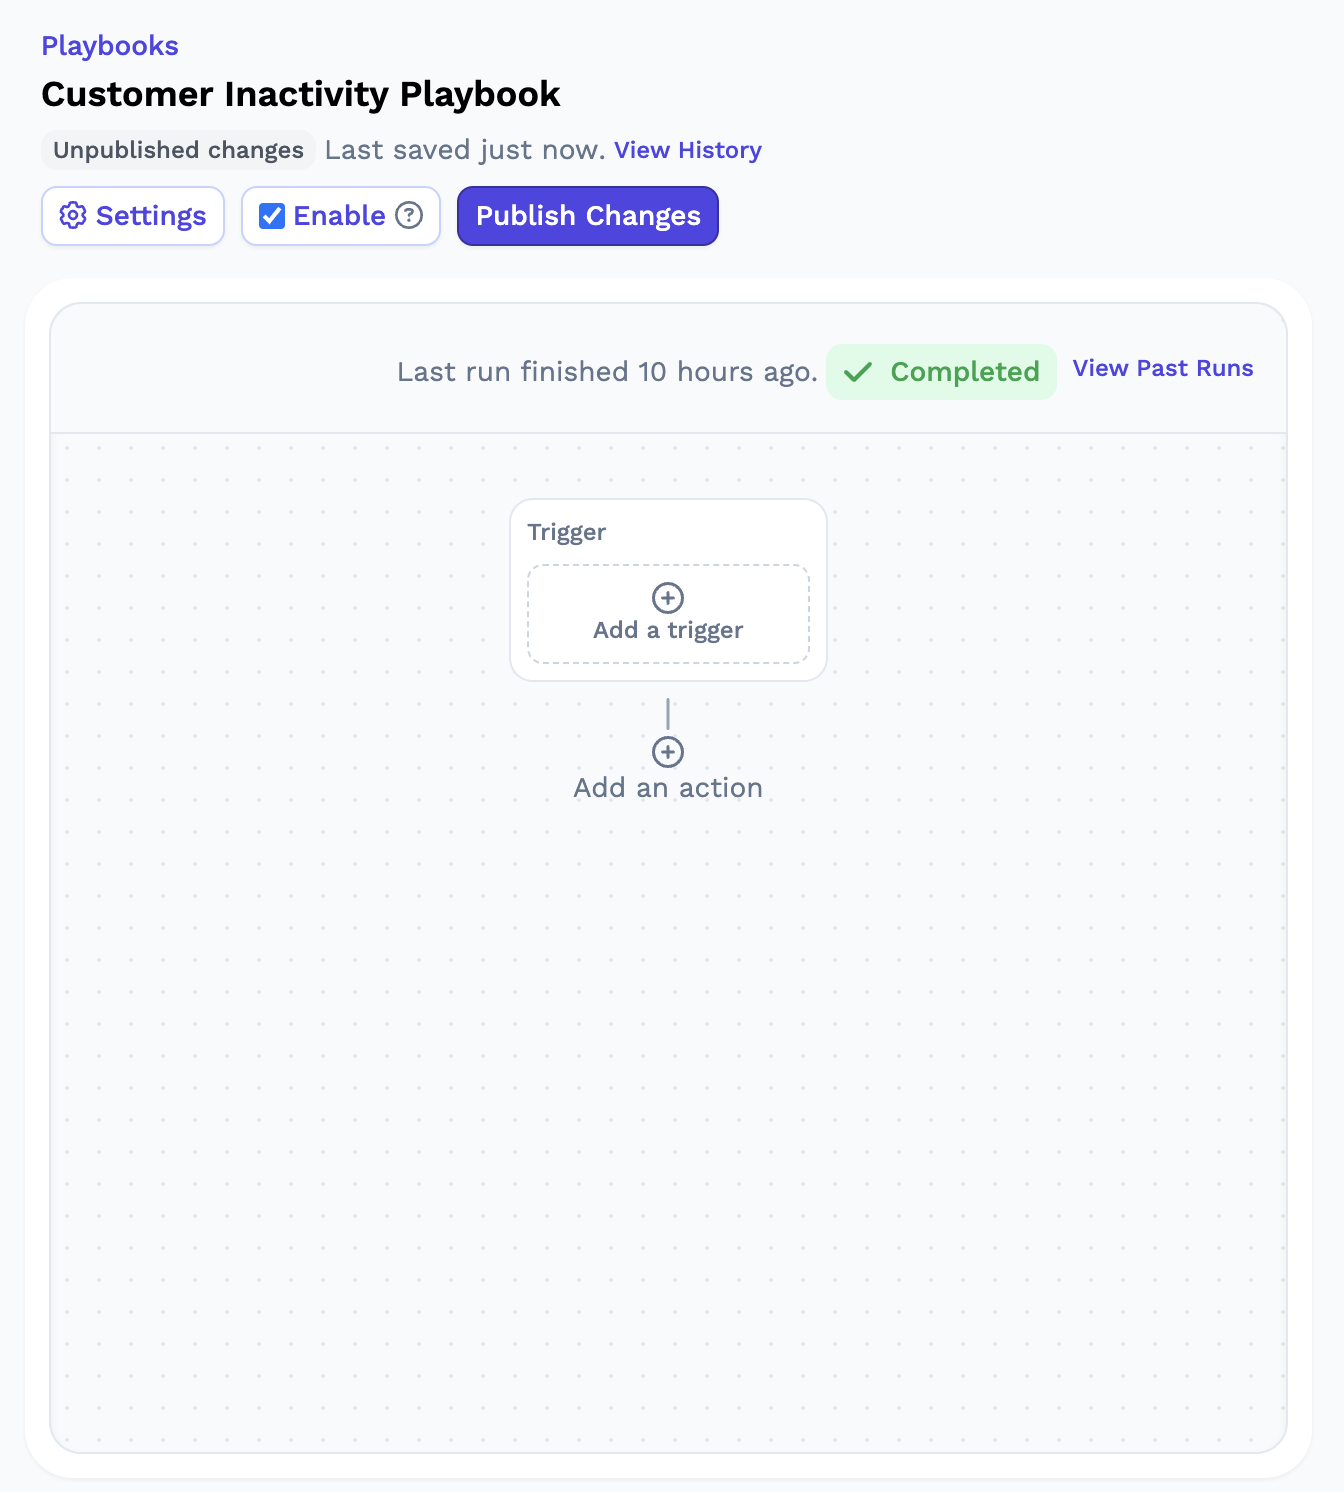 Playbooks
Customer Inactivity Playbook
Unpublished changes Last saved just now. View History
Settings Enable ? Publish Changes
Last run finished 10 hours ago. Completed View Past Runs
Trigger
Add a trigger
Add an action